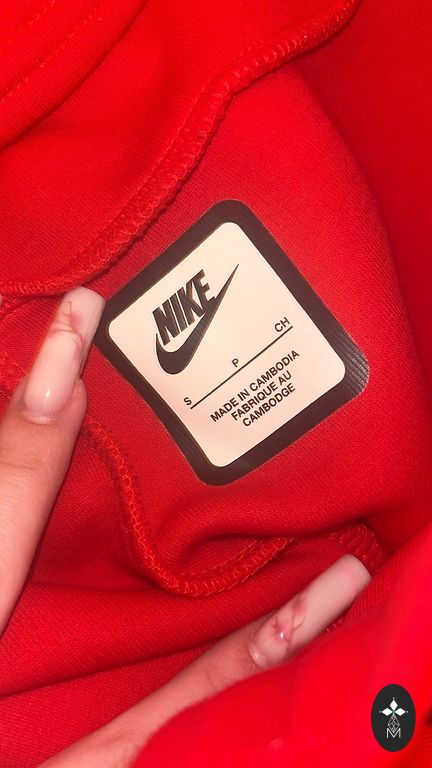 NIKE
S P CH
MADE IN CAMBODIA
FABRIQUE AU
CAMBODGE
M